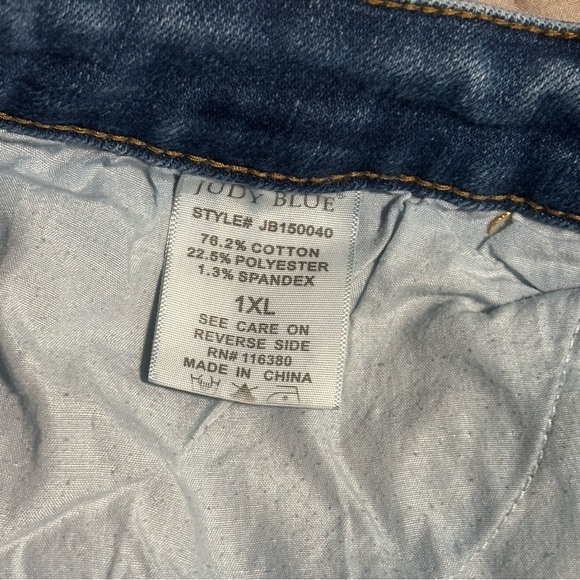 JUDY BLUE®
STYLE# JB150040
76.2% COTTON
22.5% POLYESTER
1.3% SPANDEX
1XL
SEE CARE ON
REVERSE SIDE
RN# 116380
MADE IN CHINA